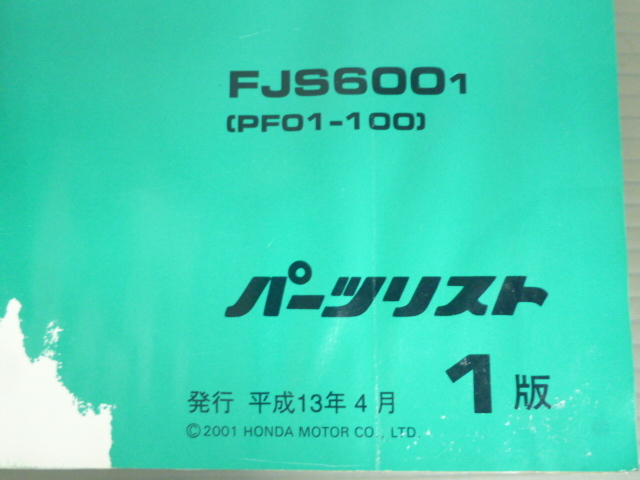 FJS6001
(PF01-100)
パーツリスト
1版
発行 平成13年4月
©2001 HONDA MOTOR CO., LTD.